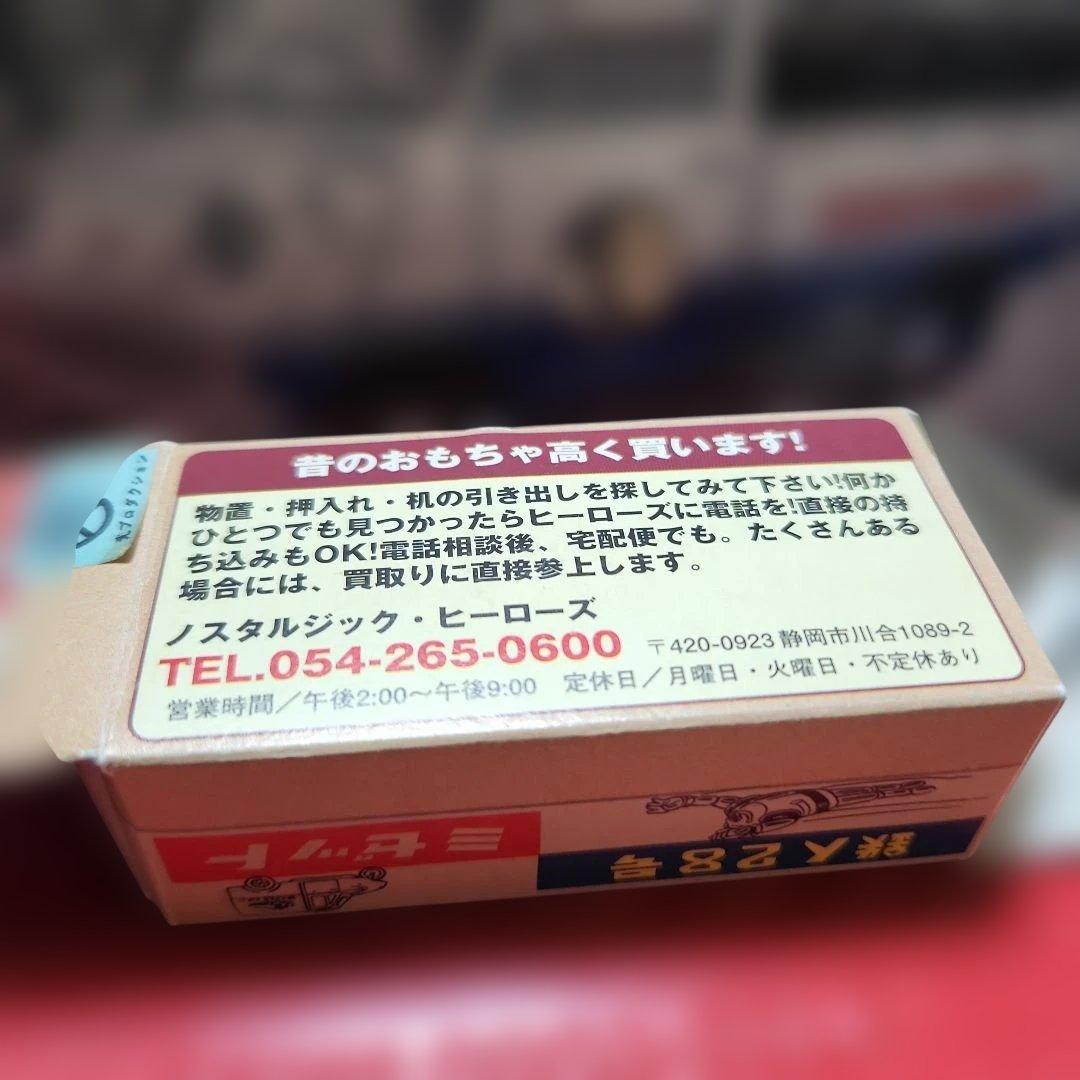 昔のおもちゃ高く買います!
物置・押入れ・机の引き出しを探してみて下さい!何か
ひとつでも見つかったらヒーローズに電話を!直接の持
ち込みもOK!電話相談後、宅配便でも。たくさんある
場合には、買取りに直接参上します。
ノスタルジック・ヒーローズ
TEL.054-265-0600
〒420-0923 静岡市川合1089-2
営業時間/午後2:00〜午後9:00 定休日/月曜日・火曜日・不定休あり
プロダクション
鉄人28号
ミゼット